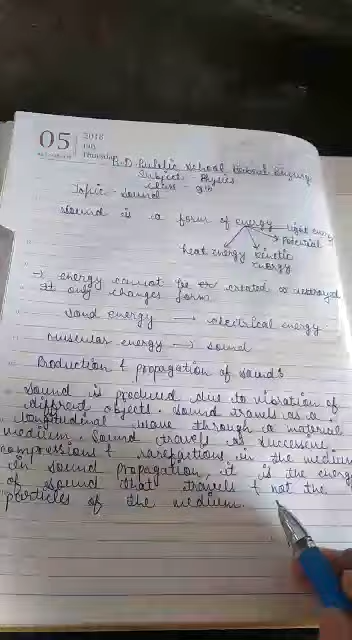 05
2018
July
Thursday
R.D. Public School
Subject - Physics
Class - 9th
Topic - Sound
Sound is a form of energy
light energy
Potential
heat energy
kinetic
energy
→ energy cannot be or created or destroyed
It only changes form
Sound energy → electrical energy
Muscular energy → sound
Production & propagation of sounds
Sound is produced due to vibration of
different objects. Sound travels as a
longitudinal wave through a material
medium. Sound travels as successive
compressions & rarefactions in the medium
in sound propagation, it is the energy
of sound that travels & not the
particles of the medium.